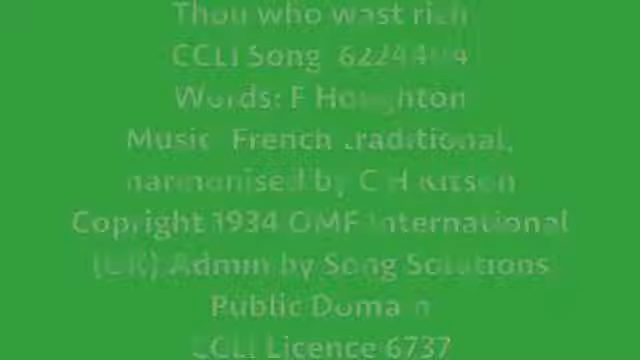 Thou who wast rich
CCLI Song
Words: F Houghton
Music: French traditional,
harmonised by C H Kitson
Copright 1934 OMF International
(UK) Admin by Song Solutions
Public Domain
CCLI Licence 6737